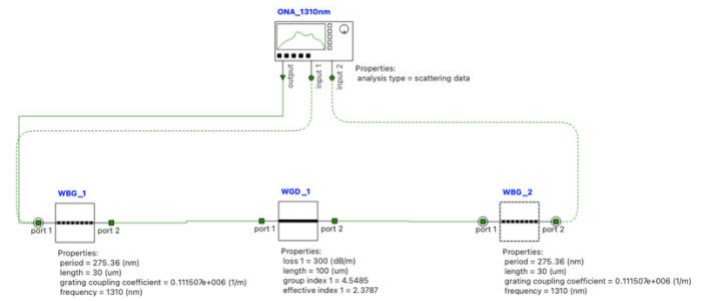 ONA_1310nm
output
input 1
input 2
Properties:
analysis type = scattering data
WBG_1
port 1
port 2
Properties:
period = 275.36 (nm)
length = 30 (um)
grating coupling coefficient = 0.111507e+006 (1/m)
frequency = 1310 (nm)
WGD_1
port 1
port 2
Properties:
loss 1 = 300 (dB/m)
length = 100 (um)
group index 1 = 4.5485
effective index 1 = 2.3787
WBG_2
port 1
port 2
Properties:
period = 275.36 (nm)
length = 30 (um)
grating coupling coefficient = 0.111507e+006 (1/m)
frequency = 1310 (nm)